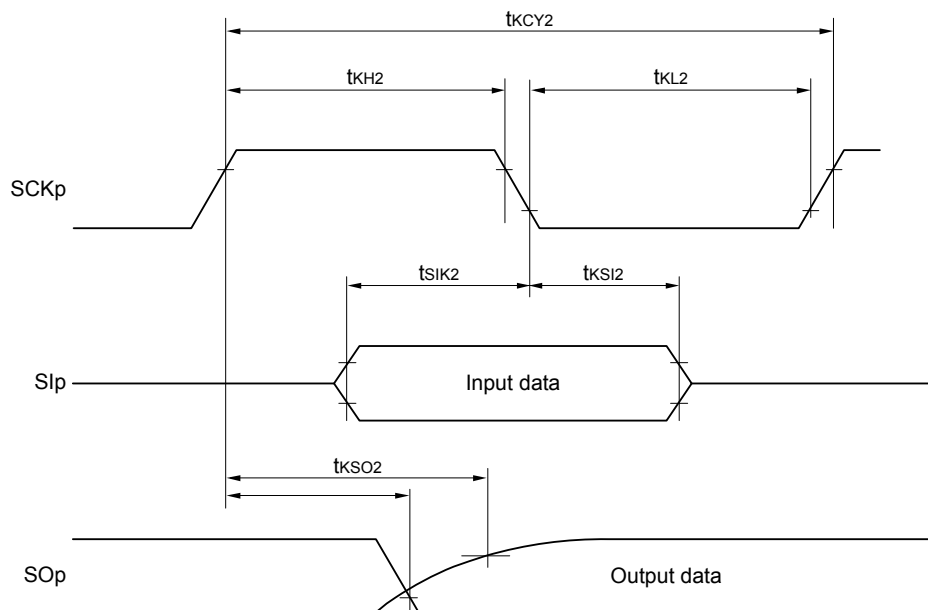 tKCY2
tKH2
tKL2
SCKp
tSIK2
tKSI2
SIp
Input data
tKSO2
SOp
Output data